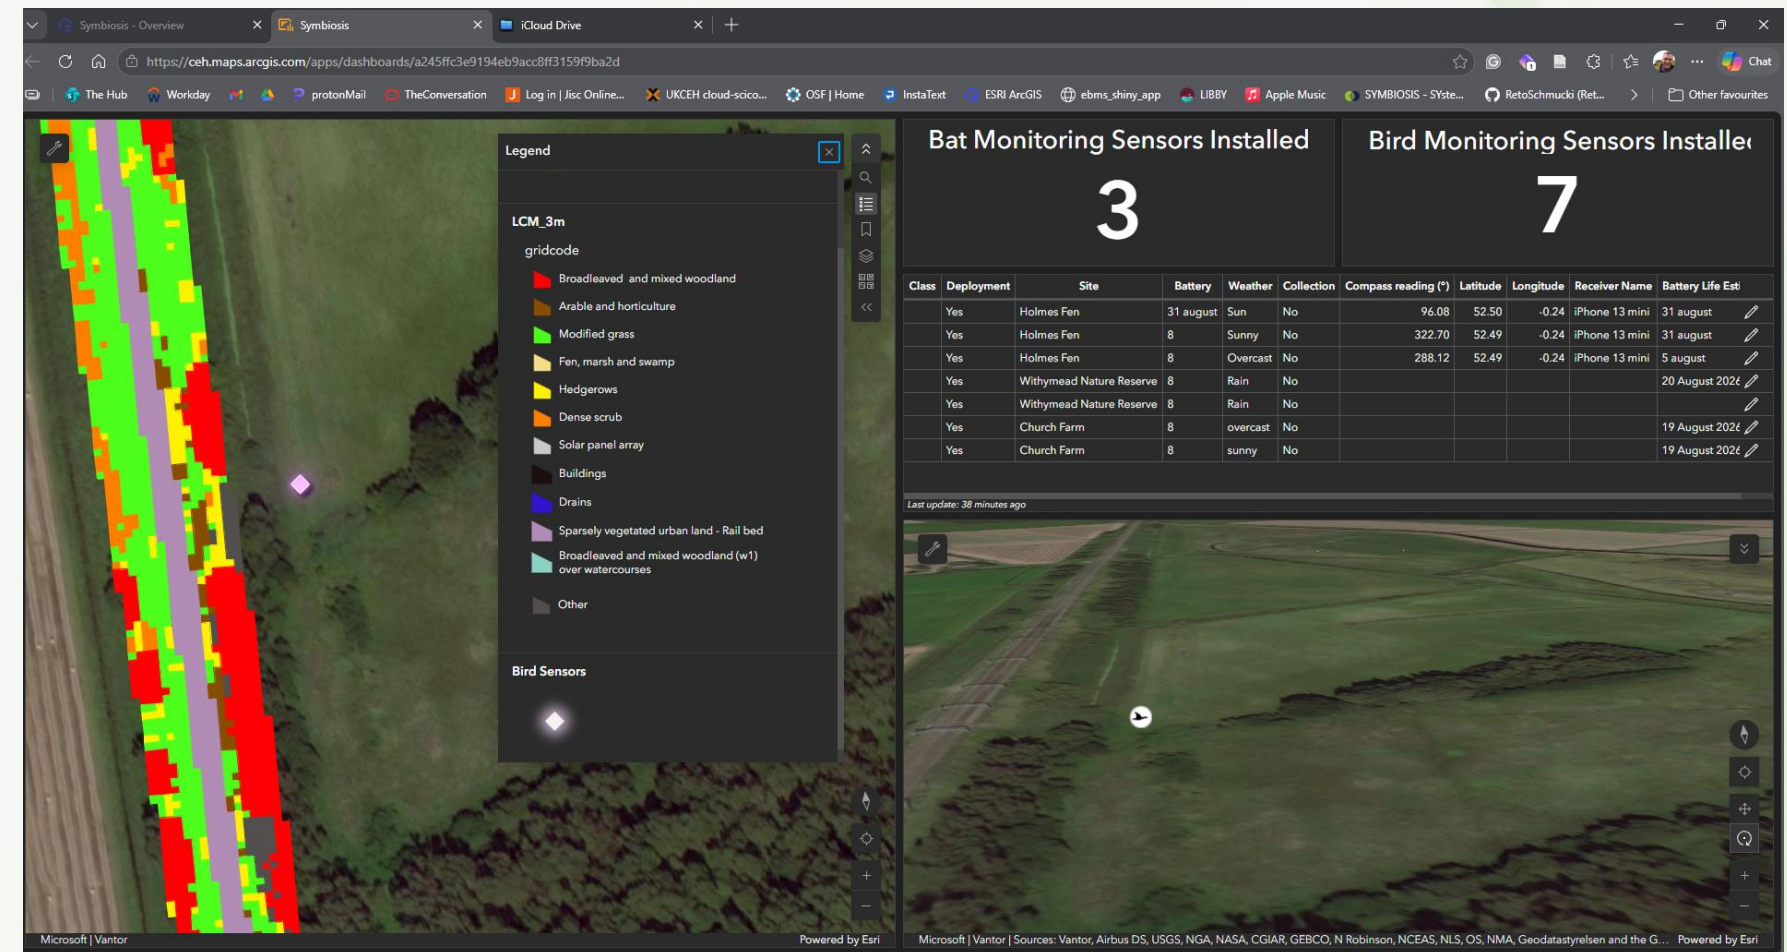 Symbiosis - Overview
Symbiosis
iCloud Drive
https://ceh.maps.arcgis.com/apps/dashboards/a245ffc3e9194eb9acc8ff3159f9ba2d
Chat
The Hub Workday protonMail TheConversation Log in | Jisc Online... UKCEH cloud-scico... OSF | Home InstaText ESRI ArcGIS ebms_shiny_app LIBBY Apple Music SYMBIOSIS - SYste... RetoSchmucki (Ret... Other favourites
Legend
LCM_3m
gridcode
Broadleaved and mixed woodland
Arable and horticulture
Modified grass
Fen, marsh and swamp
Hedgerows
Dense scrub
Solar panel array
Buildings
Drains
Sparsely vegetated urban land - Rail bed
Broadleaved and mixed woodland (w1)
over watercourses
Other
Bird Sensors
Microsoft | Vantor
Powered by Esri
Bat Monitoring Sensors Installed
3
Bird Monitoring Sensors Installed
7
Class Deployment Site Battery Weather Collection Compass reading (°) Latitude Longitude Receiver Name Battery Life Esti
Yes Holmes Fen 31 august Sun No 96.08 52.50 -0.24 iPhone 13 mini 31 august
Yes Holmes Fen 8 Sunny No 322.70 52.49 -0.24 iPhone 13 mini 31 august
Yes Holmes Fen 8 Overcast No 288.12 52.49 -0.24 iPhone 13 mini 5 august
Yes Withymead Nature Reserve 8 Rain No 20 August 2026
Yes Withymead Nature Reserve 8 Rain No
Yes Church Farm 8 overcast No 19 August 2026
Yes Church Farm 8 sunny No 19 August 2026
Last update: 38 minutes ago
Microsoft | Vantor | Sources: Vantor, Airbus DS, USGS, NGA, NASA, CGIAR, GEBCO, N Robinson, NCEAS, NLS, OS, NMA, Geodatastyrelsen and the G...
Powered by Esri